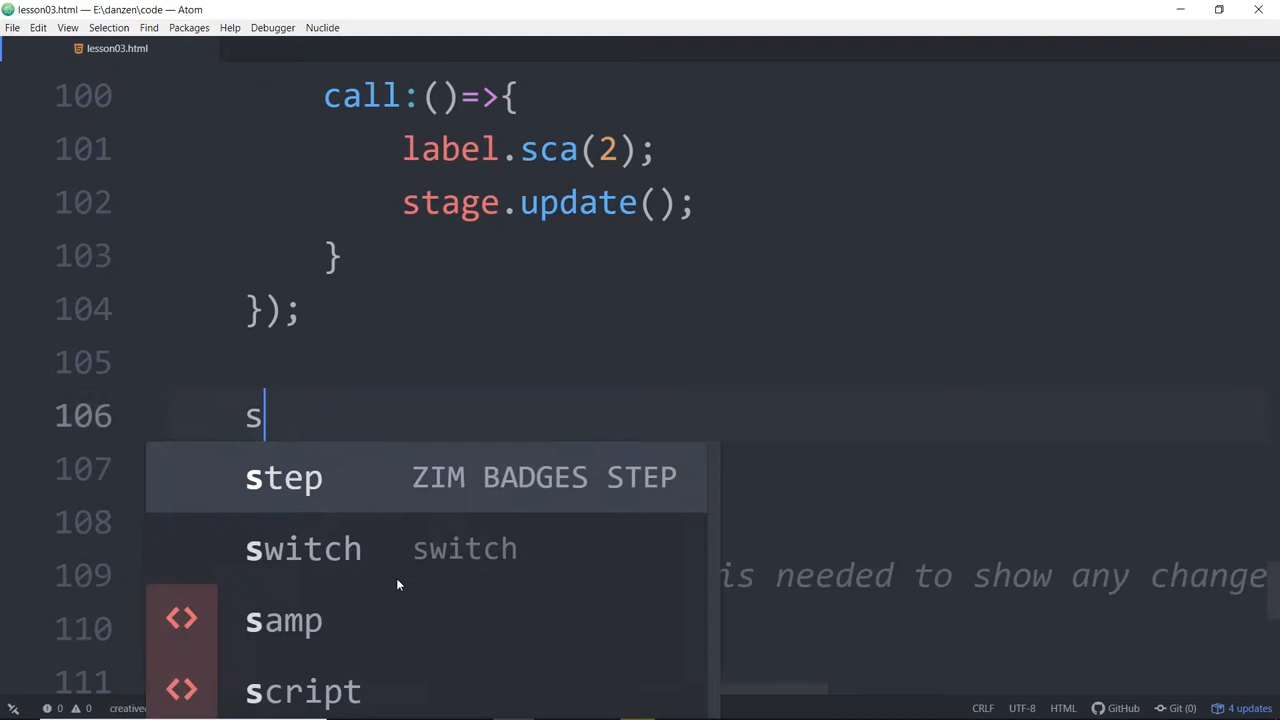 lesson03.html — E:\danzen\code — Atom
File Edit View Selection Find Packages Help Debugger Nuclide
lesson03.html
100 call:()=>{
101 label.sca(2);
102 stage.update();
103 }
104 });
105
106 s
107 step ZIM BADGES STEP
108 switch switch
109 is needed to show any change
110 <> samp
111 <> script
0 0 creative CRLF UTF-8 HTML GitHub Git (0) 4 updates